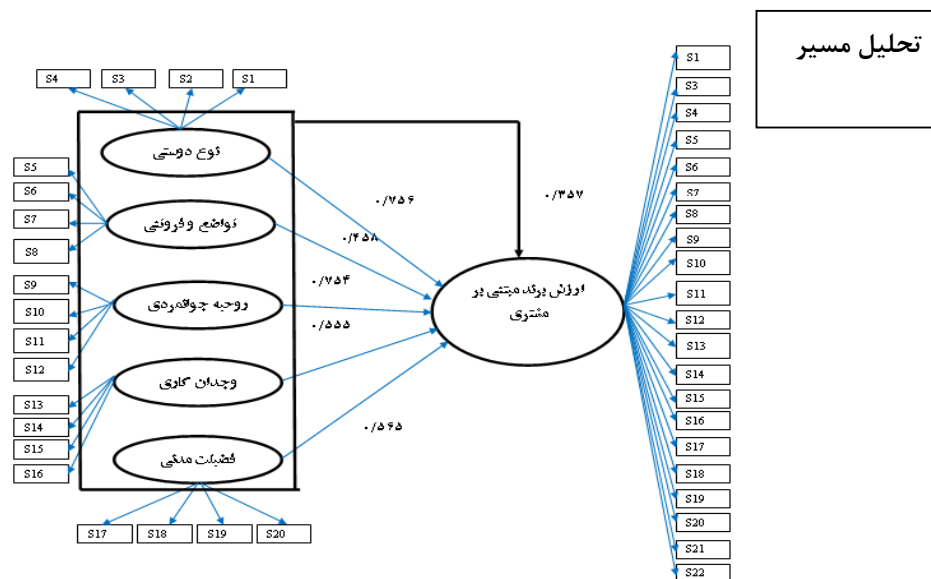 تحلیل مسیر
S4
S3
S2
S1
نوع دوستی
S5
S6
S7
S8
تواضع و فروتنی
S9
S10
S11
S12
روحیه جوانمردی
S13
S14
S15
S16
وجدان کاری
فضیلت مدنی
S17
S18
S19
S20
۰/۷۵۶
۰/۴۵۸
۰/۷۵۴
۰/۵۵۵
۰/۵۶۵
۰/۳۵۷
ارزش برند مبتنی بر
مشتری
S1
S3
S4
S5
S6
S7
S8
S9
S10
S11
S12
S13
S14
S15
S16
S17
S18
S19
S20
S21
S22